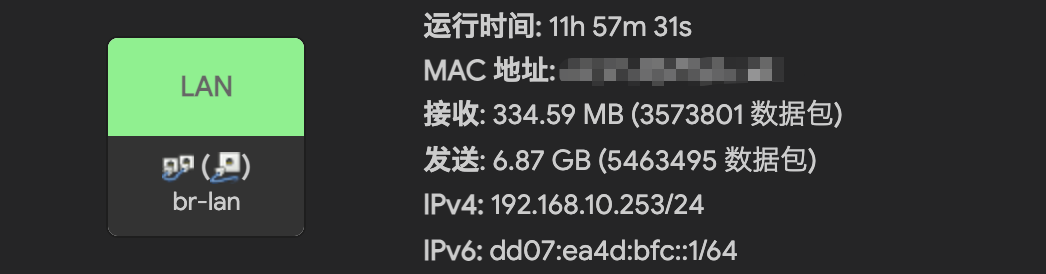 LAN
br-lan
运行时间: 11h 57m 31s
MAC 地址:
接收: 334.59 MB (3573801 数据包)
发送: 6.87 GB (5463495 数据包)
IPv4: 192.168.10.253/24
IPv6: dd07:ea4d:bfc::1/64